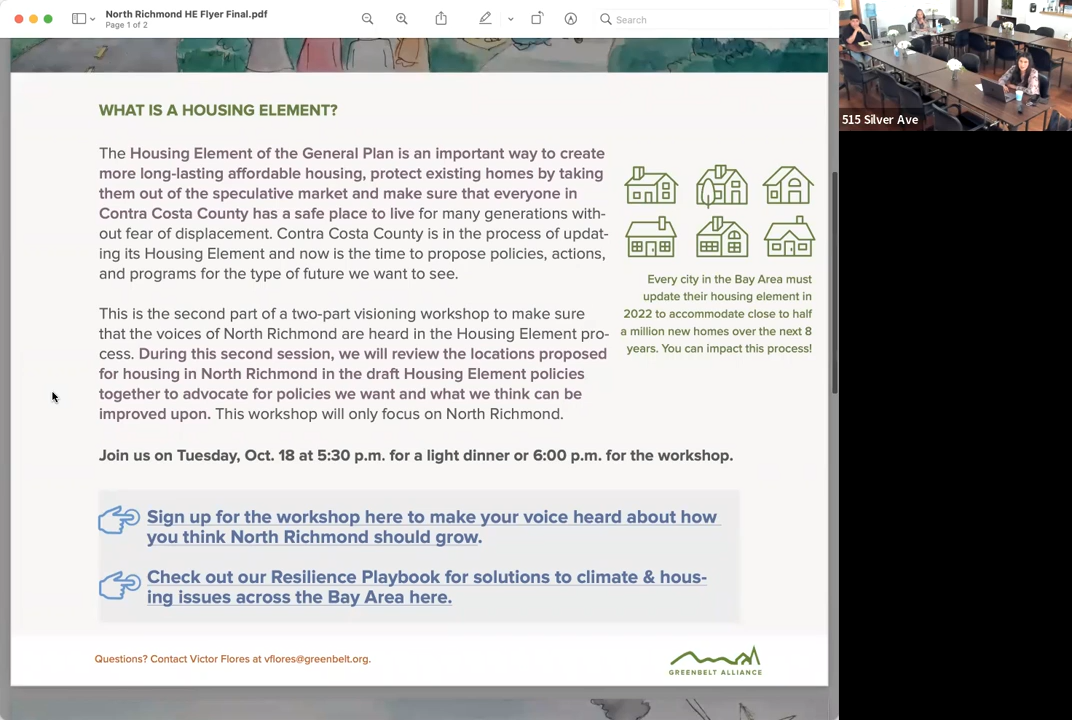 North Richmond HE Flyer Final.pdf
Page 1 of 2
Search
515 Silver Ave
WHAT IS A HOUSING ELEMENT?
The Housing Element of the General Plan is an important way to create
more long-lasting affordable housing, protect existing homes by taking
them out of the speculative market and make sure that everyone in
Contra Costa County has a safe place to live for many generations with-
out fear of displacement. Contra Costa County is in the process of updat-
ing its Housing Element and now is the time to propose policies, actions,
and programs for the type of future we want to see.
This is the second part of a two-part visioning workshop to make sure
that the voices of North Richmond are heard in the Housing Element pro-
cess. During this second session, we will review the locations proposed
for housing in North Richmond in the draft Housing Element policies
together to advocate for policies we want and what we think can be
improved upon. This workshop will only focus on North Richmond.
Every city in the Bay Area must
update their housing element in
2022 to accommodate close to half
a million new homes over the next 8
years. You can impact this process!
Join us on Tuesday, Oct. 18 at 5:30 p.m. for a light dinner or 6:00 p.m. for the workshop.
Sign up for the workshop here to make your voice heard about how
you think North Richmond should grow.
Check out our Resilience Playbook for solutions to climate & hous-
ing issues across the Bay Area here.
Questions? Contact Victor Flores at vflores@greenbelt.org.
GREENBELT ALLIANCE